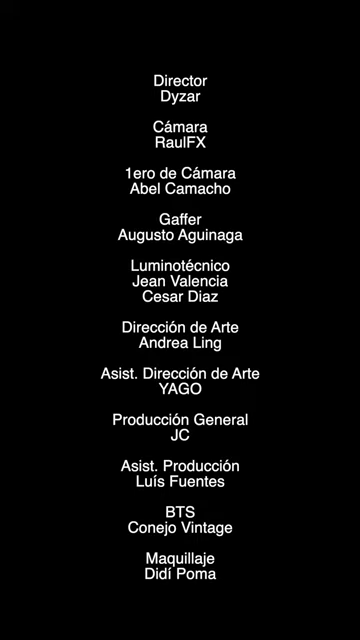 Director
Dyzar
Cámara
RaulFX
1ero de Cámara
Abel Camacho
Gaffer
Augusto Aguinaga
Luminotécnico
Jean Valencia
Cesar Diaz
Dirección de Arte
Andrea Ling
Asist. Dirección de Arte
YAGO
Producción General
JC
Asist. Producción
Luís Fuentes
BTS
Conejo Vintage
Maquillaje
Didí Poma